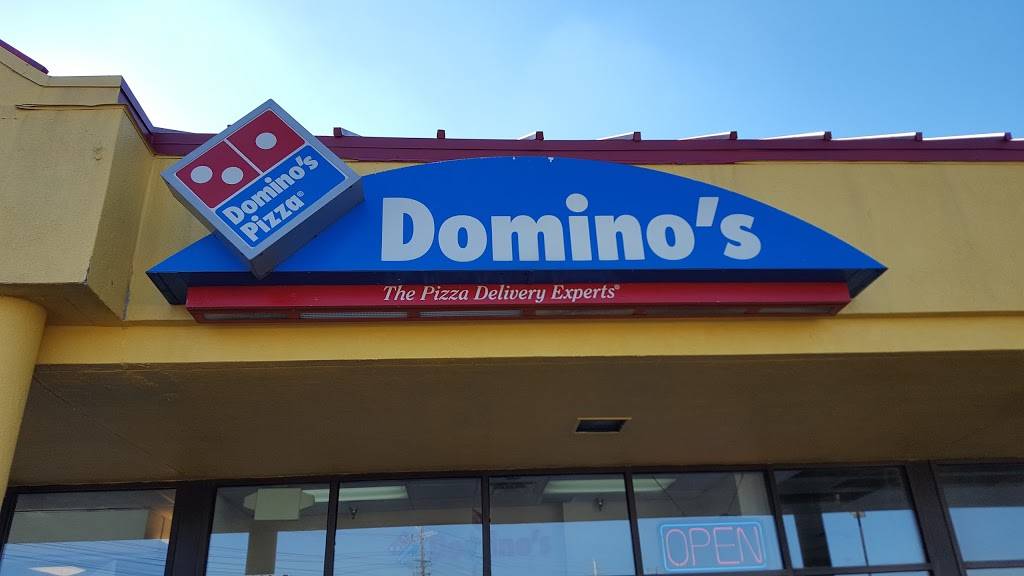 Domino's
Pizza®
Domino's
The Pizza Delivery Experts®
OPEN